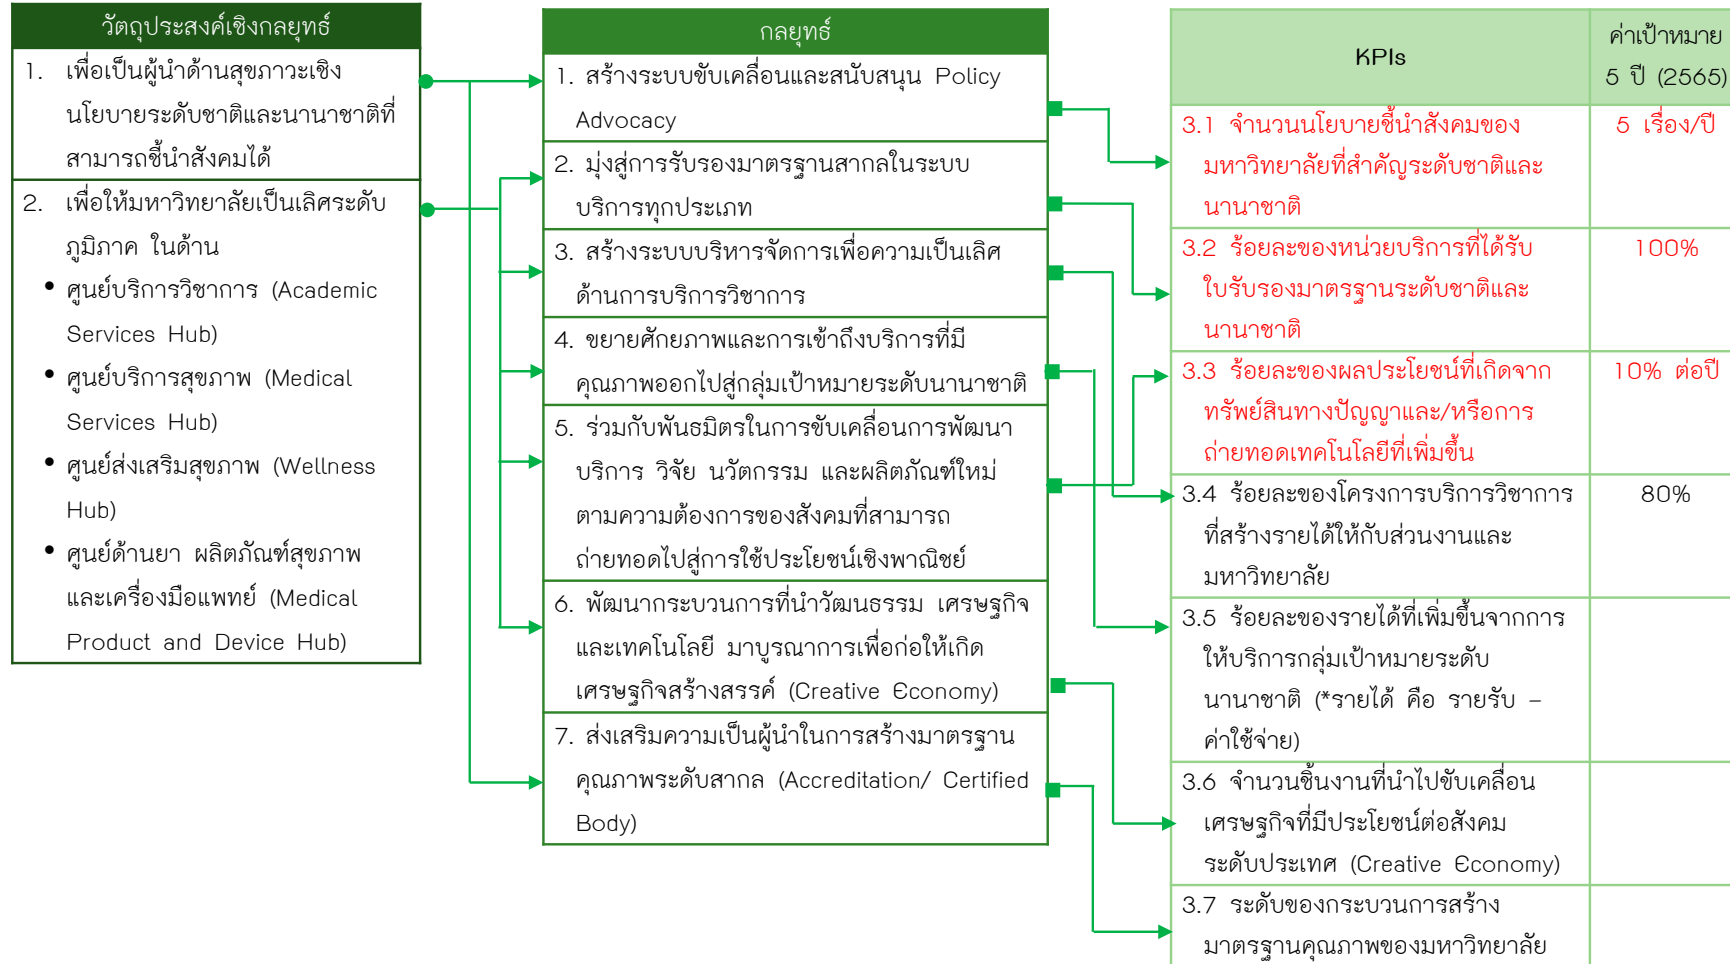 วัตถุประสงค์เชิงกลยุทธ์
1. เพื่อเป็นผู้นำด้านสุขภาวะเชิง
นโยบายระดับชาติและนานาชาติที่
สามารถชี้นำสังคมได้
2. เพื่อให้มหาวิทยาลัยเป็นเลิศระดับ
ภูมิภาค ในด้าน
• ศูนย์บริการวิชาการ (Academic
Services Hub)
• ศูนย์บริการสุขภาพ (Medical
Services Hub)
• ศูนย์ส่งเสริมสุขภาพ (Wellness
Hub)
• ศูนย์ด้านยา ผลิตภัณฑ์สุขภาพ
และเครื่องมือแพทย์ (Medical
Product and Device Hub)
กลยุทธ์
1. สร้างระบบขับเคลื่อนและสนับสนุน Policy
Advocacy
2. มุ่งสู่การรับรองมาตรฐานสากลในระบบ
บริการทุกประเภท
3. สร้างระบบบริหารจัดการเพื่อความเป็นเลิศ
ด้านการบริการวิชาการ
4. ขยายศักยภาพและการเข้าถึงบริการที่มี
คุณภาพออกไปสู่กลุ่มเป้าหมายระดับนานาชาติ
5. ร่วมกับพันธมิตรในการขับเคลื่อนการพัฒนา
บริการ วิจัย นวัตกรรม และผลิตภัณฑ์ใหม่
ตามความต้องการของสังคมที่สามารถ
ถ่ายทอดไปสู่การใช้ประโยชน์เชิงพาณิชย์
6. พัฒนากระบวนการที่นำวัฒนธรรม เศรษฐกิจ
และเทคโนโลยี มาบูรณาการเพื่อก่อให้เกิด
เศรษฐกิจสร้างสรรค์ (Creative Economy)
7. ส่งเสริมความเป็นผู้นำในการสร้างมาตรฐาน
คุณภาพระดับสากล (Accreditation/ Certified
Body)
KPIs
ค่าเป้าหมาย
5 ปี (2565)
3.1 จำนวนนโยบายชี้นำสังคมของ
มหาวิทยาลัยที่สำคัญระดับชาติและ
นานาชาติ
5 เรื่อง/ปี
3.2 ร้อยละของหน่วยบริการที่ได้รับ
ใบรับรองมาตรฐานระดับชาติและ
นานาชาติ
100%
3.3 ร้อยละของผลประโยชน์ที่เกิดจาก
ทรัพย์สินทางปัญญาและ/หรือการ
ถ่ายทอดเทคโนโลยีที่เพิ่มขึ้น
10% ต่อปี
3.4 ร้อยละของโครงการบริการวิชาการ
ที่สร้างรายได้ให้กับส่วนงานและ
มหาวิทยาลัย
80%
3.5 ร้อยละของรายได้ที่เพิ่มขึ้นจากการ
ให้บริการกลุ่มเป้าหมายระดับ
นานาชาติ (*รายได้ คือ รายรับ –
ค่าใช้จ่าย)
3.6 จำนวนชิ้นงานที่นำไปขับเคลื่อน
เศรษฐกิจที่มีประโยชน์ต่อสังคม
ระดับประเทศ (Creative Economy)
3.7 ระดับของกระบวนการสร้าง
มาตรฐานคุณภาพของมหาวิทยาลัย